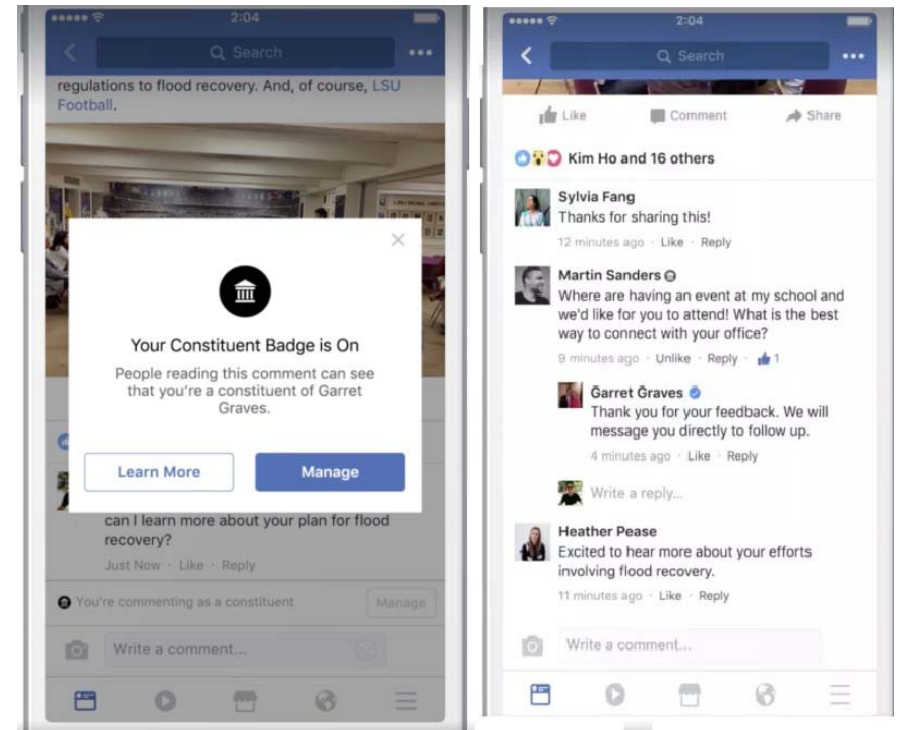 2:04
Search
regulations to flood recovery. And, of course, LSU
Football.
Your Constituent Badge is On
People reading this comment can see
that you're a constituent of Garret
Graves.
Learn More
Manage
can I learn more about your plan for flood
recovery?
Just Now · Like · Reply
You're commenting as a constituent
Manage
Write a comment...
2:04
Search
Like
Comment
Share
Kim Ho and 16 others
Sylvia Fang
Thanks for sharing this!
12 minutes ago · Like · Reply
Martin Sanders
Where are having an event at my school and
we'd like for you to attend! What is the best
way to connect with your office?
9 minutes ago · Unlike · Reply · 1
Garret Graves
Thank you for your feedback. We will
message you directly to follow up.
4 minutes ago · Like · Reply
Write a reply...
Heather Pease
Excited to hear more about your efforts
involving flood recovery.
11 minutes ago · Like · Reply
Write a comment...